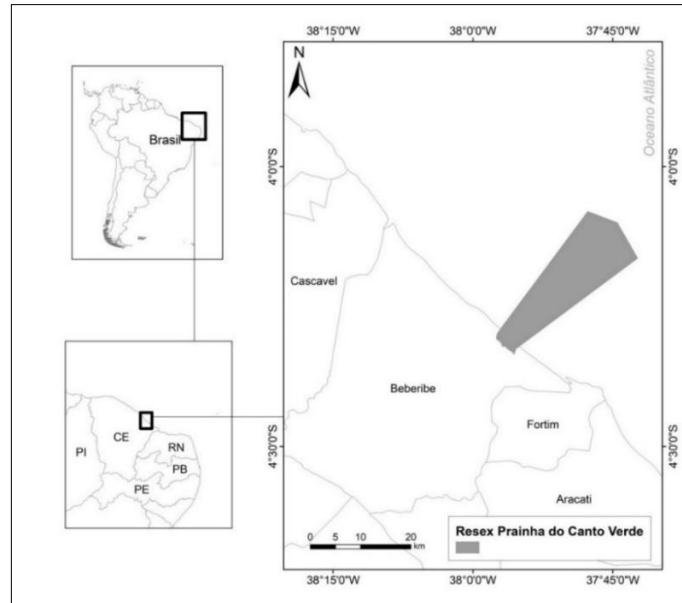 Brasil
PI
CE
RN
PB
PE
38°15'0"W
38°0'0"W
37°45'0"W
N
Oceano Atlântico
4°0'0"S
4°0'0"S
Cascavel
Beberibe
Fortim
4°30'0"S
4°30'0"S
Aracati
0 5 10 20
km
Resex Prainha do Canto Verde
38°15'0"W
38°0'0"W
37°45'0"W